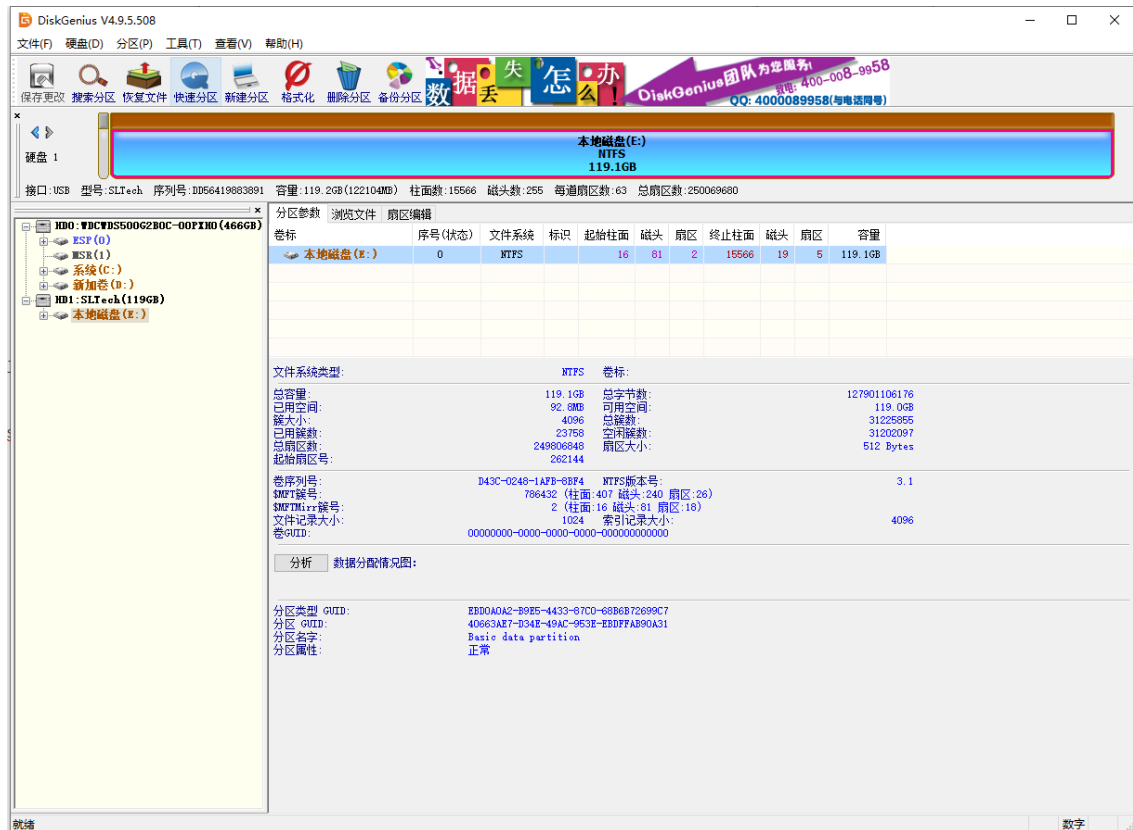 DiskGenius V4.9.5.508
文件(F) 硬盘(D) 分区(P) 工具(T) 查看(V) 帮助(H)
保存更改 搜索分区 恢复文件 快速分区 新建分区 格式化 删除分区 备份分区
数据丢失怎么办!
DiskGenius团队为您服务!
致电: 400-008-9958
QQ: 4000089958(与电话同号)
硬盘 1
本地磁盘(E:)
NTFS
119.1GB
接口:USB 型号:SLTech 序列号:DD56419883891 容量:119.2GB(122104MB) 柱面数:15566 磁头数:255 每道扇区数:63 总扇区数:250069680
HD0:WDCWDS500G2B0C-00PXH0(466GB)
ESP(0)
MSR(1)
系统(C:)
新加卷(D:)
HD1:SLTech(119GB)
本地磁盘(E:)
分区参数 浏览文件 扇区编辑
卷标 序号(状态) 文件系统 标识 起始柱面 磁头 扇区 终止柱面 磁头 扇区 容量
本地磁盘(E:) 0 NTFS 16 81 2 15566 19 5 119.1GB
文件系统类型: NTFS 卷标:
总容量: 119.1GB 总字节数: 127901106176
已用空间: 92.8MB 可用空间: 119.0GB
簇大小: 4096 总簇数: 31225855
已用簇数: 23758 空闲簇数: 31202097
总扇区数: 249806848 扇区大小: 512 Bytes
起始扇区号: 262144
卷序列号: D43C-0248-1AFB-8BF4 NTFS版本号: 3.1
$MFT簇号: 786432 (柱面:407 磁头:240 扇区:26)
$MFTMirr簇号: 2 (柱面:16 磁头:81 扇区:18)
文件记录大小: 1024 索引记录大小: 4096
卷GUID: 00000000-0000-0000-0000-000000000000
分析 数据分配情况图:
分区类型 GUID: EBD0A0A2-B9E5-4433-87C0-68B6B72699C7
分区 GUID: 40663AE7-D34E-49AC-953E-EBDFFAB90A31
分区名字: Basic data partition
分区属性: 正常
就绪 数字